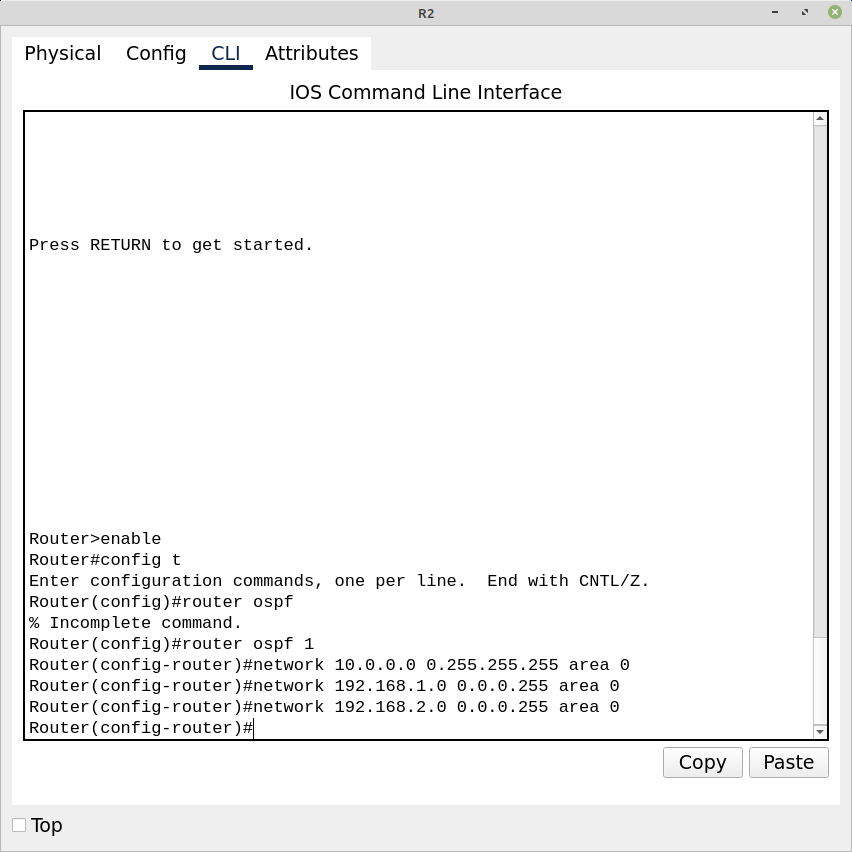 R2
Physical Config CLI Attributes
IOS Command Line Interface
Press RETURN to get started.
Router>enable
Router#config t
Enter configuration commands, one per line.  End with CNTL/Z.
Router(config)#router ospf
% Incomplete command.
Router(config)#router ospf 1
Router(config-router)#network 10.0.0.0 0.255.255.255 area 0
Router(config-router)#network 192.168.1.0 0.0.0.255 area 0
Router(config-router)#network 192.168.2.0 0.0.0.255 area 0
Router(config-router)#
Copy Paste
Top